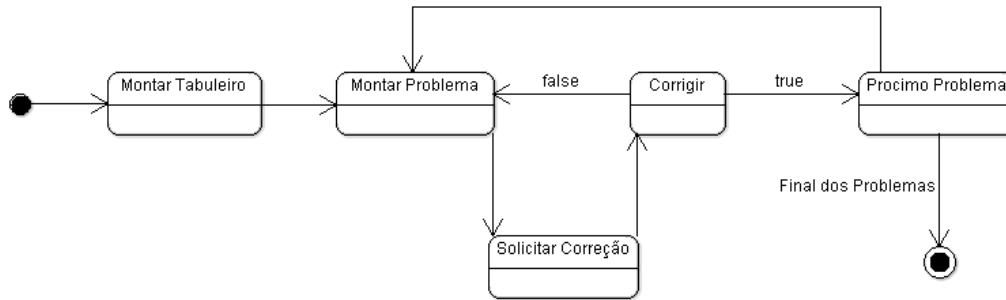 Montar Tabuleiro
Montar Problema
false
Corrigir
true
Procimo Problema
Final dos Problemas
Solicitar Correção